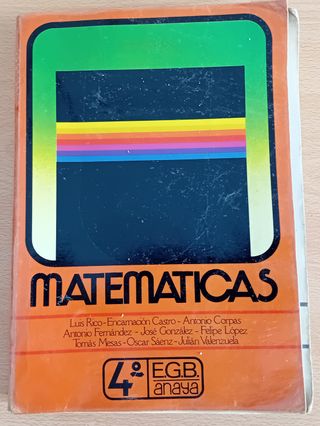 MATEMATICAS
Luis Rico-Encarnación Castro-Antonio Corpas
Antonio Fernández - José González - Felipe López
Tomás Mesas-Oscar Sáenz-Julián Valenzuela
4º E.G.B.
anaya